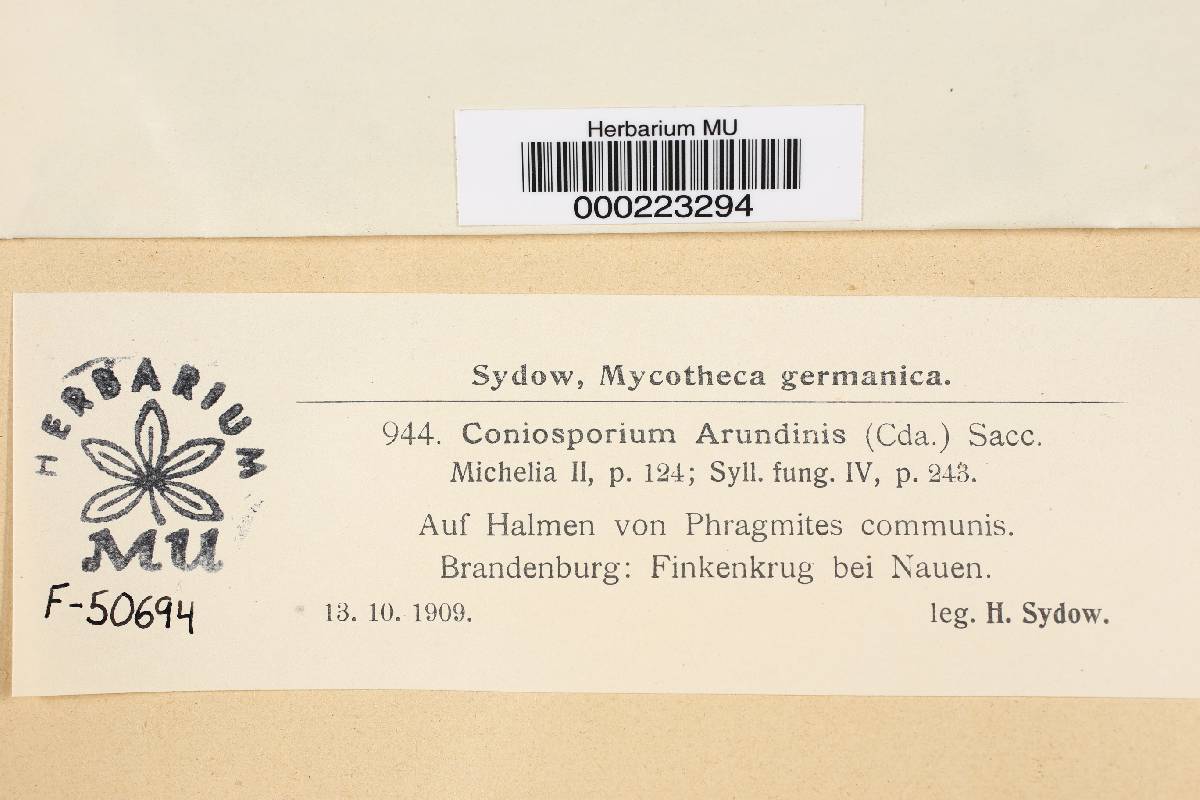 Herbarium MU
000223294
Sydow, Mycotheca germanica.
944. Coniosporium Arundinis (Cda.) Sacc.
Michelia II, p. 124; Syll. fung. IV, p. 243.
Auf Halmen von Phragmites communis.
Brandenburg: Finkenkrug bei Nauen.
13. 10. 1909. leg. H. Sydow.
HERBARIUM
MU
F-50694